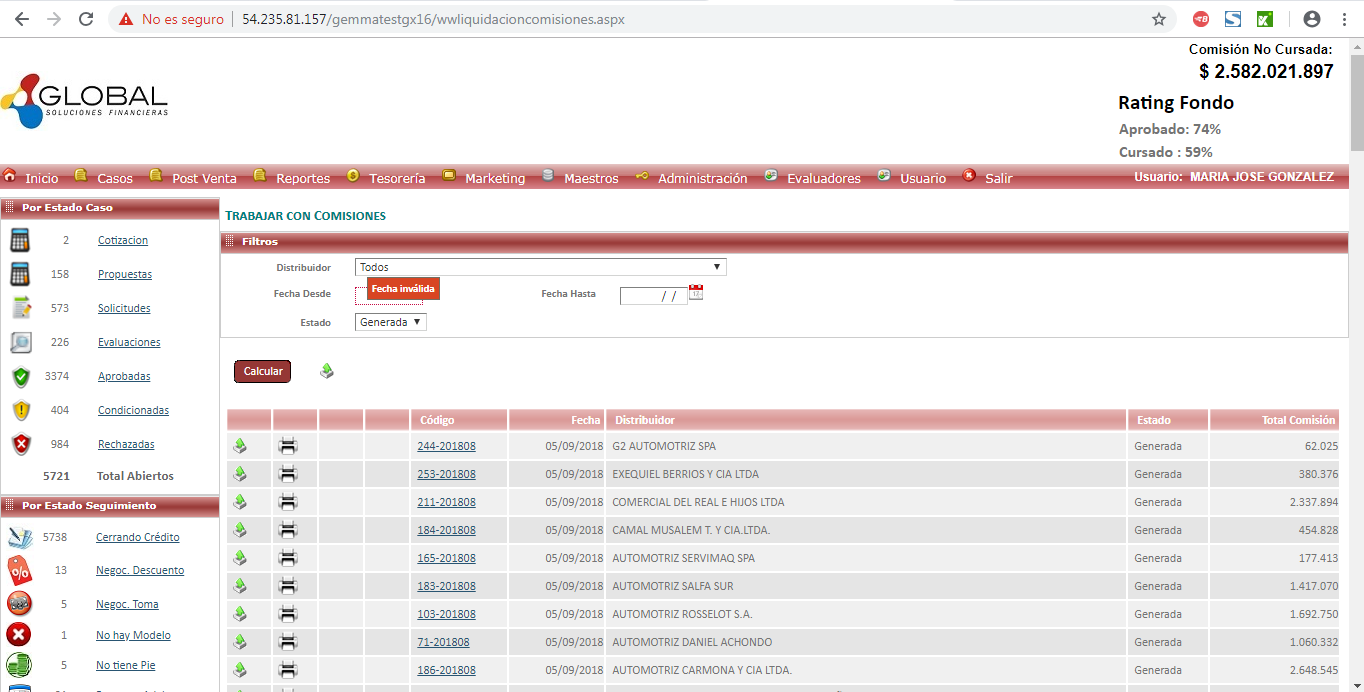 No es seguro | 54.235.81.157/gemmatestgx16/wwliquidacioncomisiones.aspx
Comisión No Cursada:
$ 2.582.021.897
GLOBAL
SOLUCIONES FINANCIERAS
Rating Fondo
Aprobado: 74%
Cursado : 59%
Inicio Casos Post Venta Reportes Tesorería Marketing Maestros Administración Evaluadores Usuario Salir Usuario: MARIA JOSE GONZALEZ
Por Estado Caso
2 Cotizacion
158 Propuestas
573 Solicitudes
226 Evaluaciones
3374 Aprobadas
404 Condicionadas
984 Rechazadas
5721 Total Abiertos
Por Estado Seguimiento
5738 Cerrando Crédito
13 Negoc. Descuento
5 Negoc. Toma
1 No hay Modelo
5 No tiene Pie
TRABAJAR CON COMISIONES
Filtros
Distribuidor Todos
Fecha Desde Fecha inválida Fecha Hasta / /
Estado Generada
Calcular
Código Fecha Distribuidor Estado Total Comisión
244-201808 05/09/2018 G2 AUTOMOTRIZ SPA Generada 62.025
253-201808 05/09/2018 EXEQUIEL BERRIOS Y CIA LTDA Generada 380.376
211-201808 05/09/2018 COMERCIAL DEL REAL E HIJOS LTDA Generada 2.337.894
184-201808 05/09/2018 CAMAL MUSALEM T. Y CIA.LTDA. Generada 454.828
165-201808 05/09/2018 AUTOMOTRIZ SERVIMAQ SPA Generada 177.413
183-201808 05/09/2018 AUTOMOTRIZ SALFA SUR Generada 1.417.070
103-201808 05/09/2018 AUTOMOTRIZ ROSSELOT S.A. Generada 1.692.750
71-201808 05/09/2018 AUTOMOTRIZ DANIEL ACHONDO Generada 1.060.332
186-201808 05/09/2018 AUTOMOTRIZ CARMONA Y CIA LTDA. Generada 2.648.545